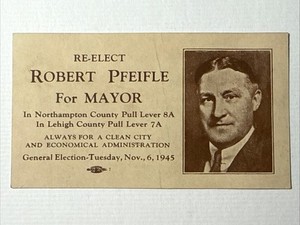 RE-ELECT
ROBERT PFEIFLE
For MAYOR
In Northampton County Pull Lever 8A
In Lehigh County Pull Lever 7A
ALWAYS FOR A CLEAN CITY
AND ECONOMICAL ADMINISTRATION
General Election-Tuesday, Nov., 6, 1945